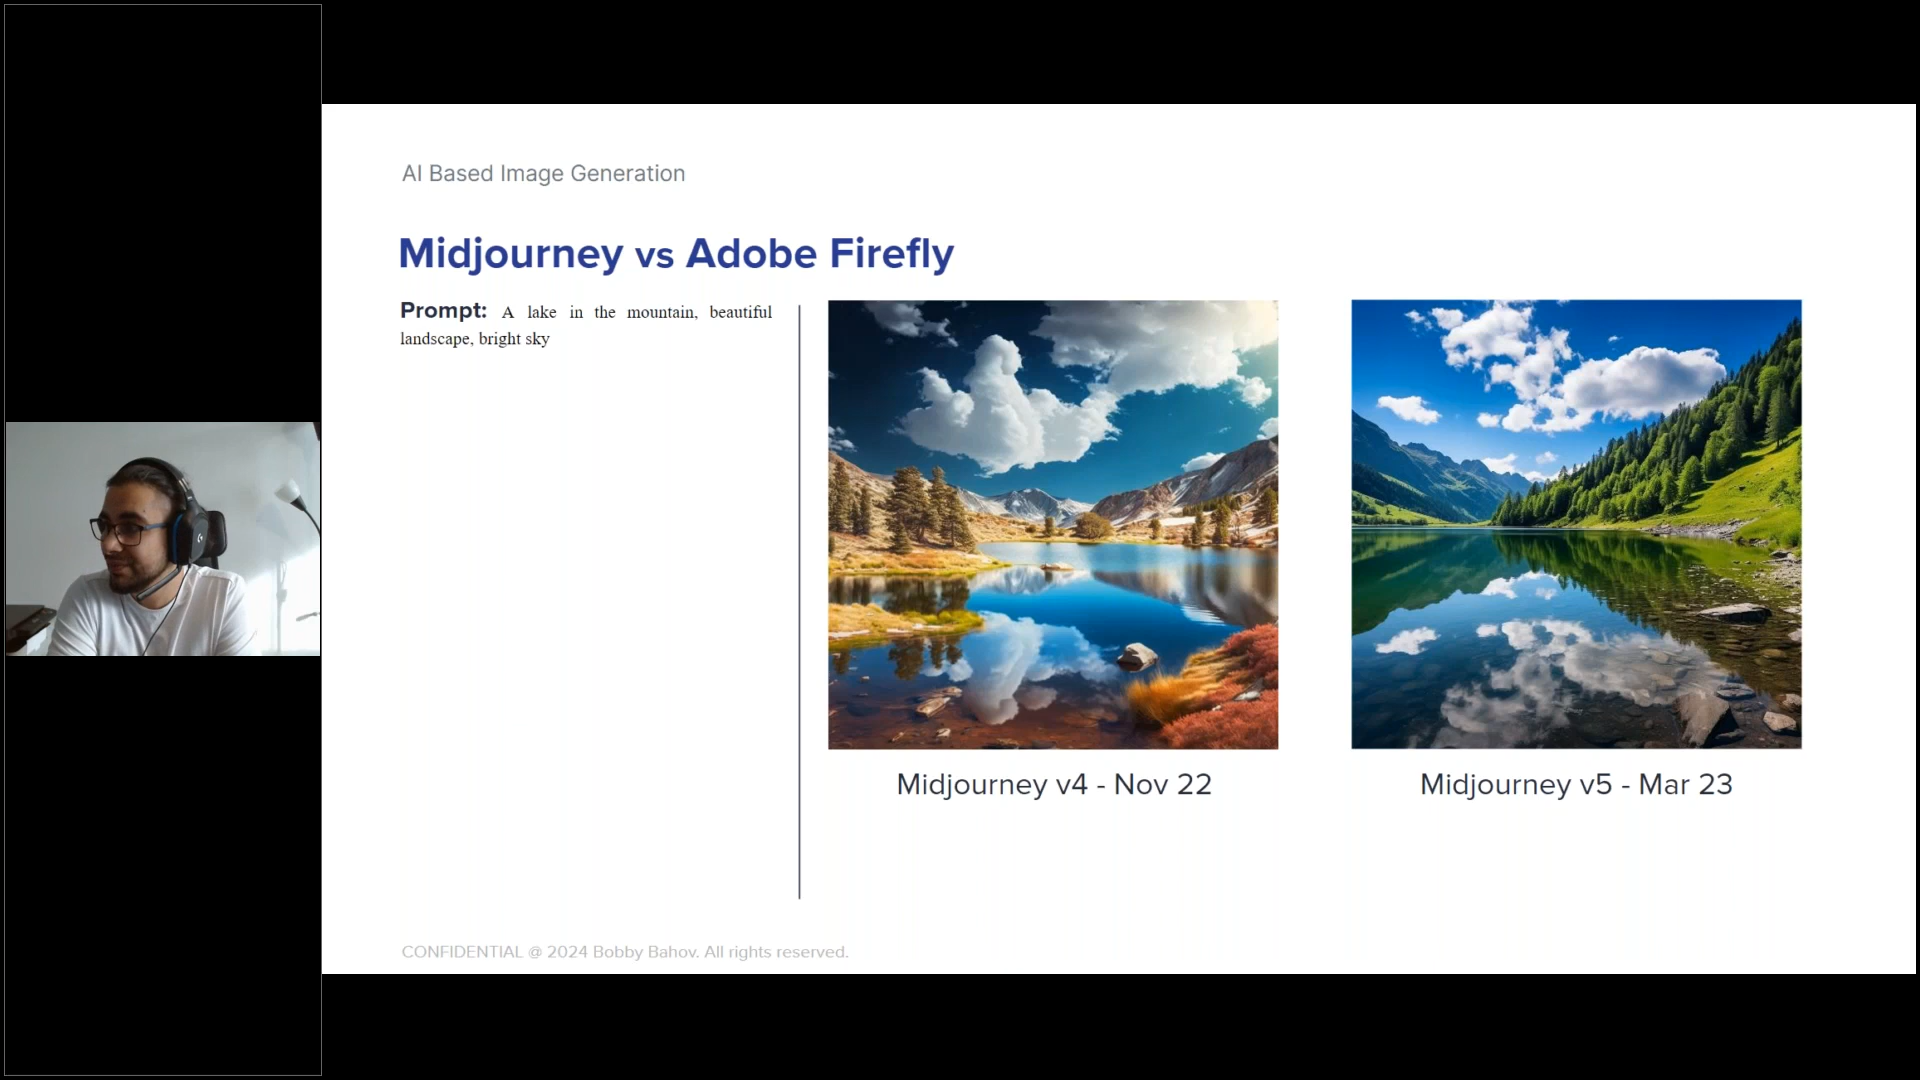 AI Based Image Generation
Midjourney vs Adobe Firefly
Prompt: A lake in the mountain, beautiful
landscape, bright sky
Midjourney v4 - Nov 22
Midjourney v5 - Mar 23
CONFIDENTIAL @ 2024 Bobby Bahov. All rights reserved.